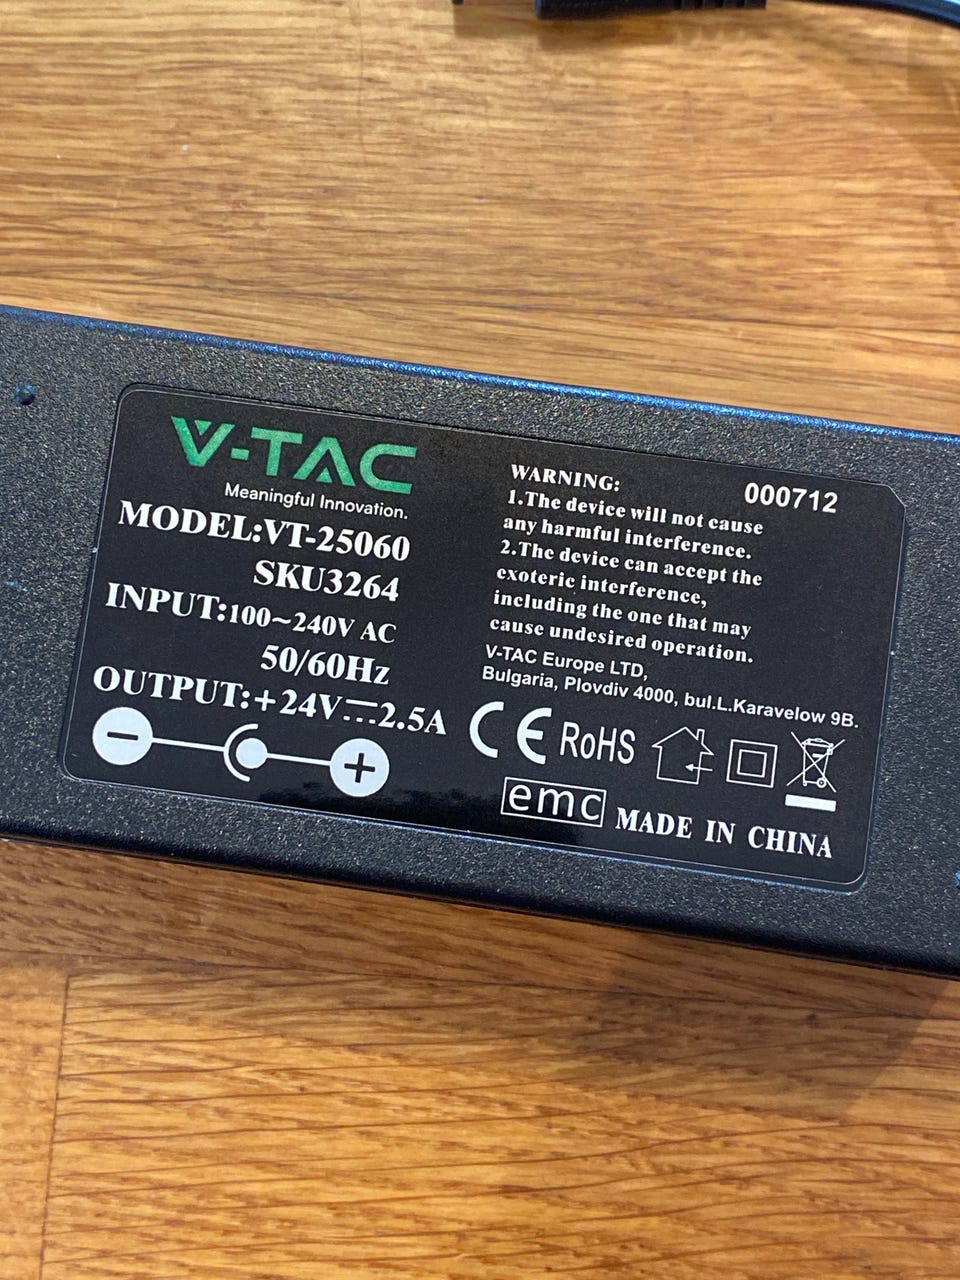 V-TAC
Meaningful Innovation.
MODEL:VT-25060
SKU3264
INPUT:100~240V AC
50/60Hz
OUTPUT:+24V⎓2.5A
− +
WARNING:
000712
1.The device will not cause
any harmful interference.
2.The device can accept the
exoteric interference,
including the one that may
cause undesired operation.
V-TAC Europe LTD,
Bulgaria, Plovdiv 4000, bul.L.Karavelow 9B.
CE RoHS
emc MADE IN CHINA